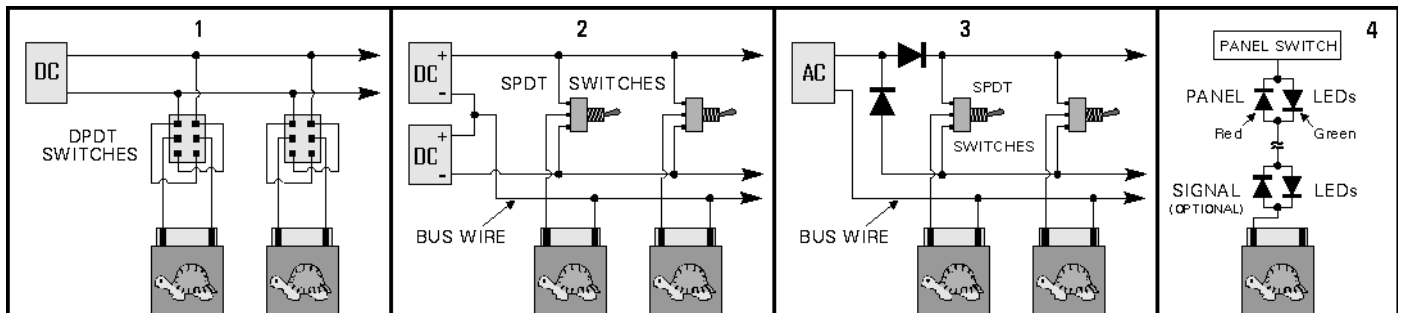 1
DC
DPDT
SWITCHES
2
DC
+
-
SPDT SWITCHES
DC
+
-
BUS WIRE
3
AC
SPDT
SWITCHES
BUS WIRE
4
PANEL SWITCH
PANEL LEDs
Red Green
SIGNAL LEDs
(OPTIONAL)